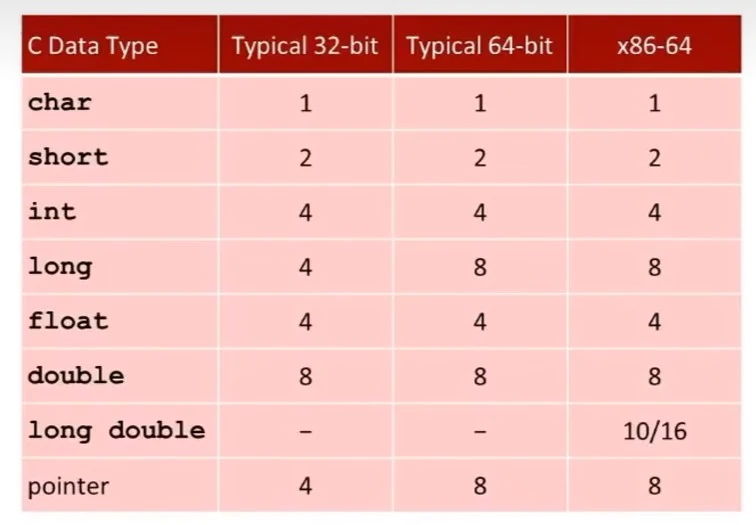 C Data Type Typical 32-bit Typical 64-bit x86-64
char 1 1 1
short 2 2 2
int 4 4 4
long 4 8 8
float 4 4 4
double 8 8 8
long double – – 10/16
pointer 4 8 8